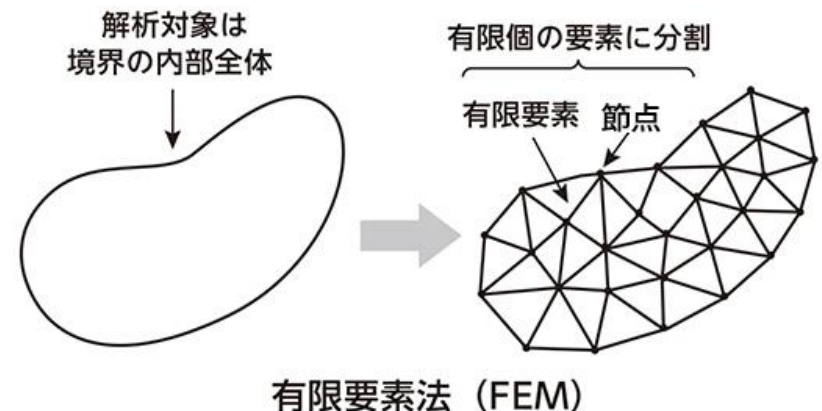 解析対象は
境界の内部全体
有限個の要素に分割
有限要素
節点
有限要素法（FEM）